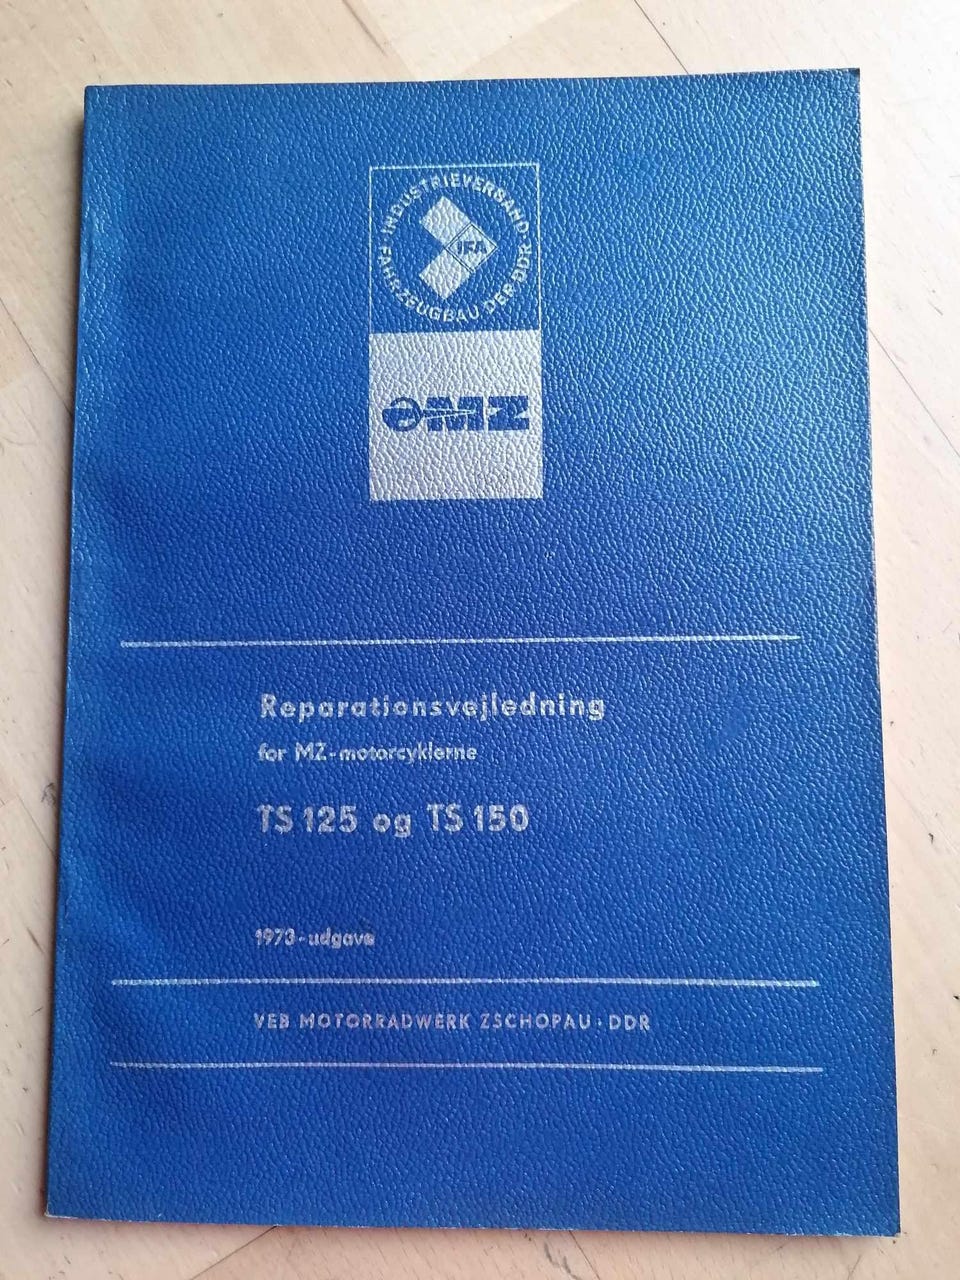 INDUSTRIEVERBAND
FAHRZEUGBAU DER DDR
IFA
MZ
Reparationsvejledning
for MZ-motorcyklerne
TS 125 og TS 150
1973-udgave
VEB MOTORRADWERK ZSCHOPAU · DDR